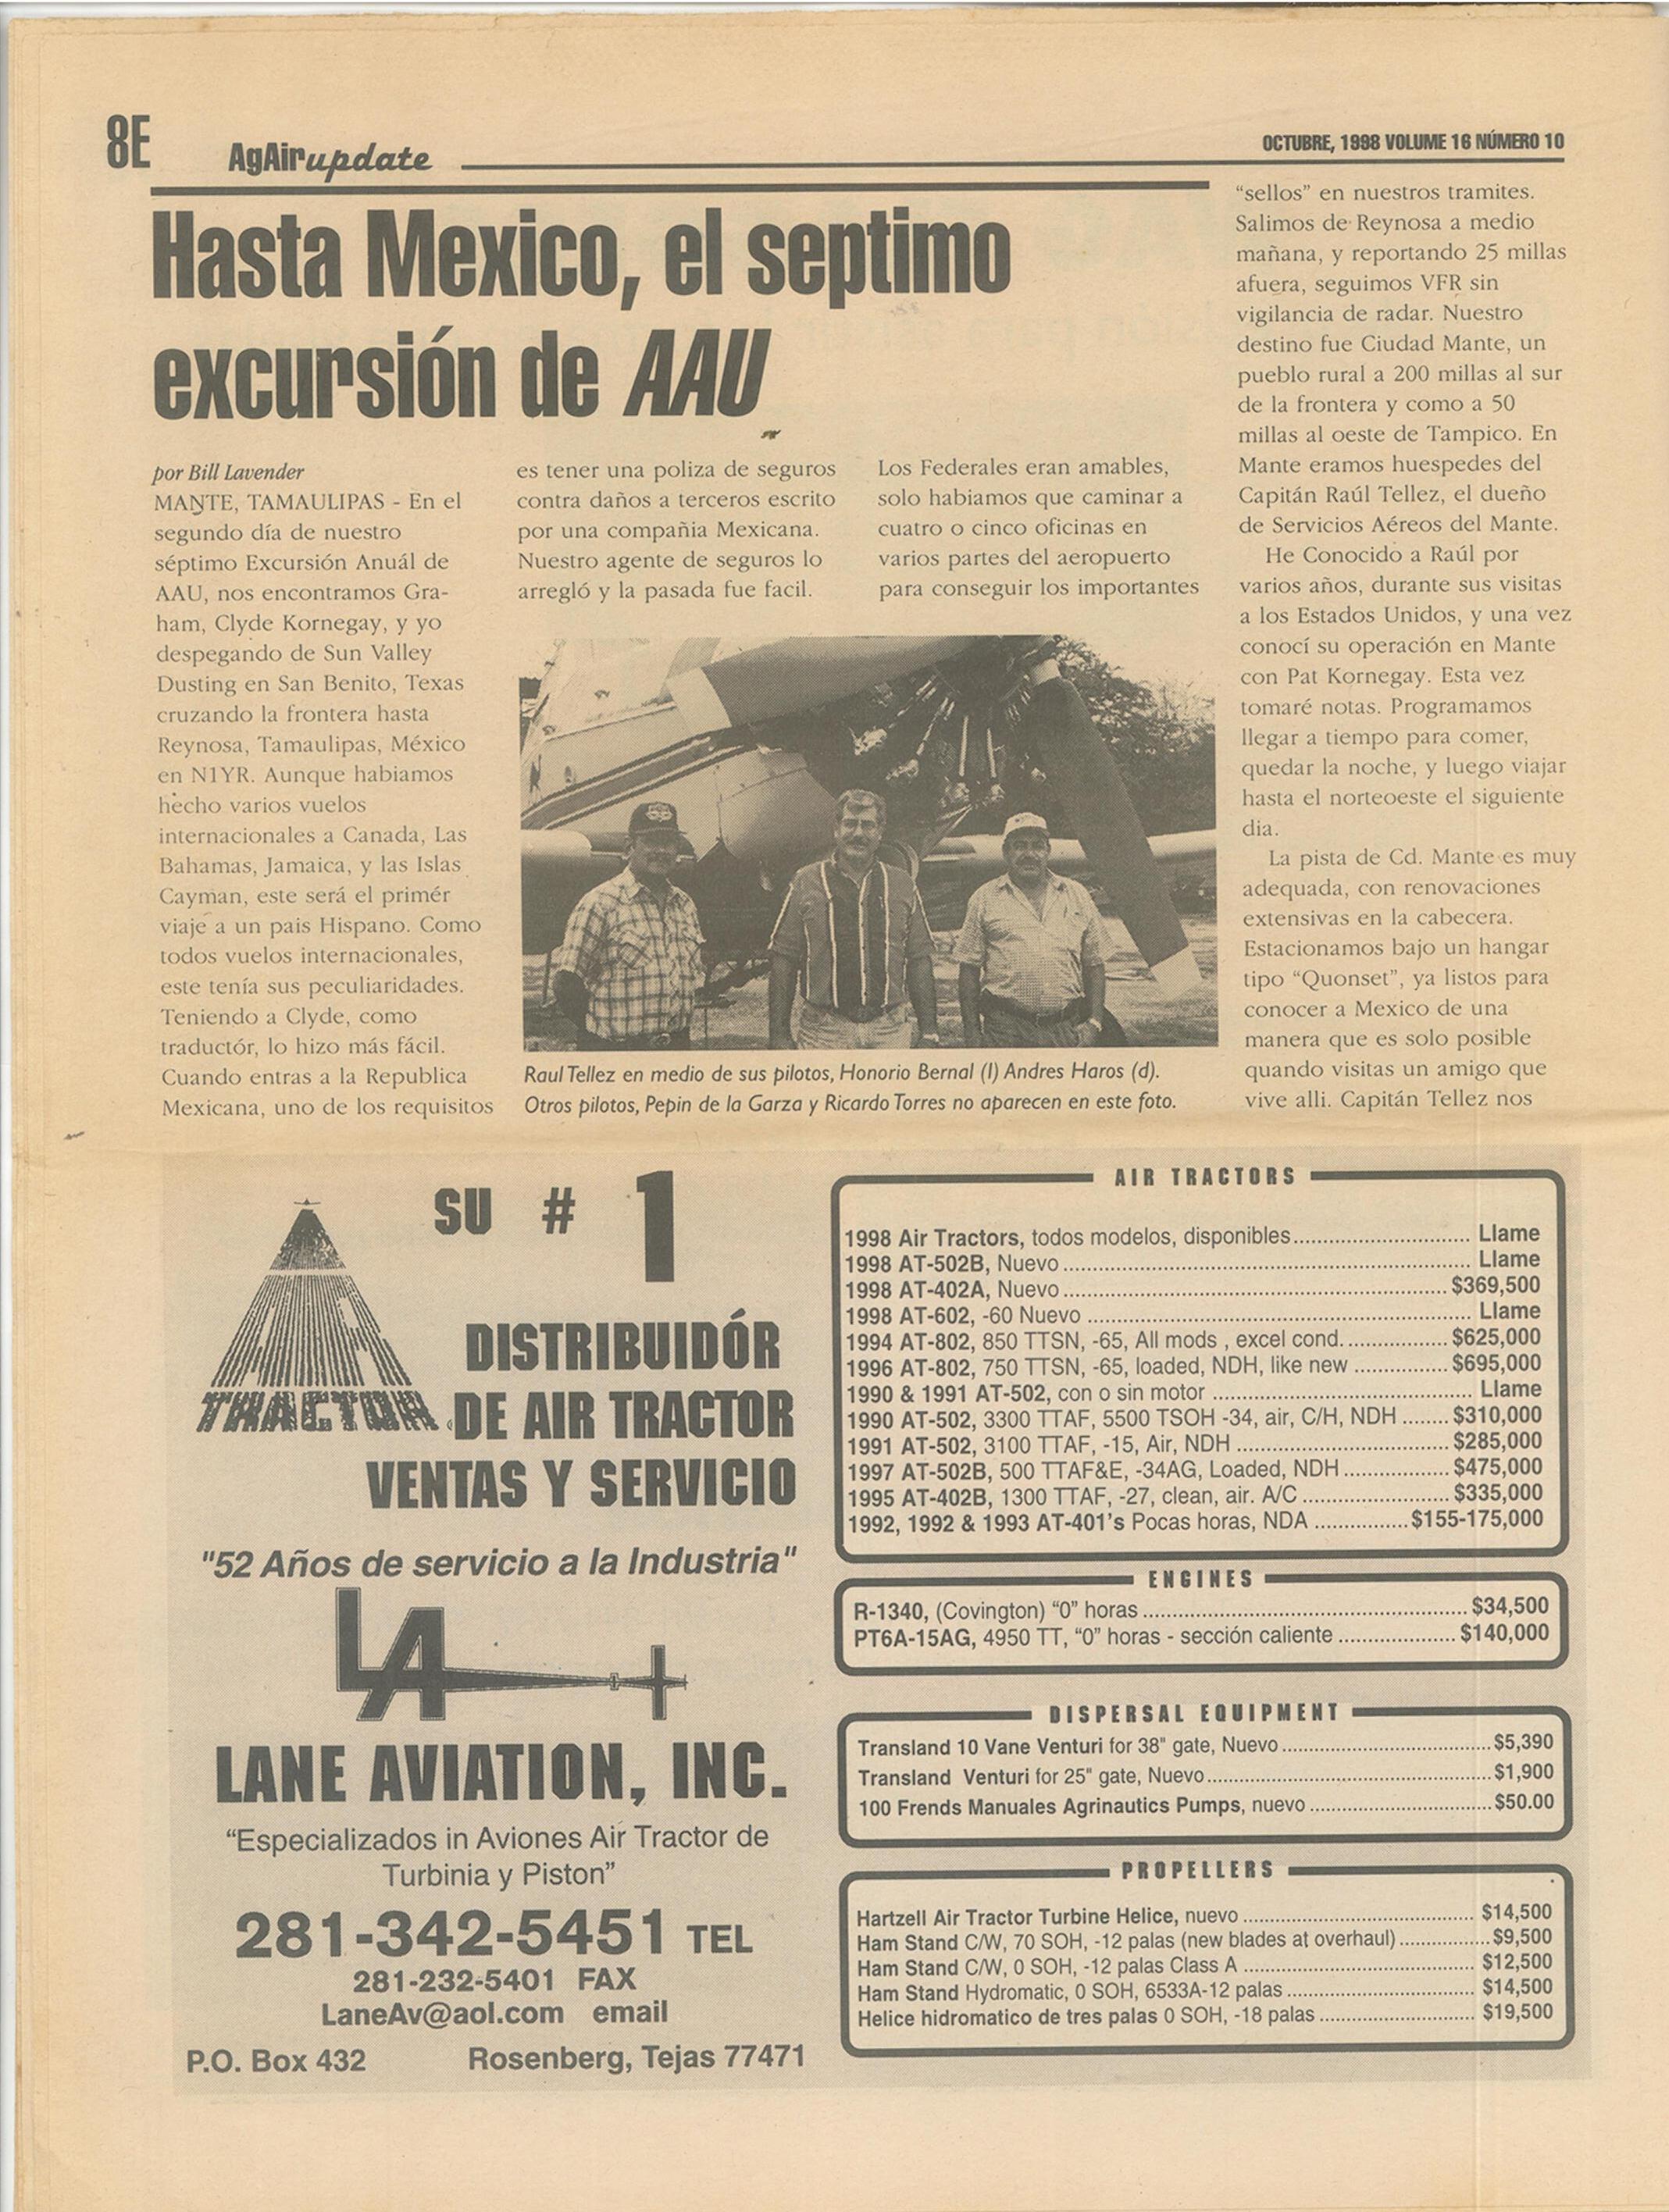 8E
AgAirupdate
OCTUBRE, 1998 VOLUME 16 NÚMERO 10
Hasta Mexico, el septimo
excursión de AAU
por Bill Lavender
MANTE, TAMAULIPAS - En el
segundo día de nuestro
séptimo Excursión Anuál de
AAU, nos encontramos Gra-
ham, Clyde Kornegay, y yo
despegando de Sun Valley
Dusting en San Benito, Texas
cruzando la frontera hasta
Reynosa, Tamaulipas, México
en N1YR. Aunque habiamos
hecho varios vuelos
internacionales a Canada, Las
Bahamas, Jamaica, y las Islas
Cayman, este será el primér
viaje a un pais Hispano. Como
todos vuelos internacionales,
este tenía sus peculiaridades.
Teniendo a Clyde, como
traductór, lo hizo más fácil.
Cuando entras a la Republica
Mexicana, uno de los requisitos
es tener una poliza de seguros
contra daños a terceros escrito
por una compañia Mexicana.
Nuestro agente de seguros lo
arregló y la pasada fue facil.
Los Federales eran amables,
solo habiamos que caminar a
cuatro o cinco oficinas en
varios partes del aeropuerto
para conseguir los importantes
Raul Tellez en medio de sus pilotos, Honorio Bernal (l) Andres Haros (d).
Otros pilotos, Pepin de la Garza y Ricardo Torres no aparecen en este foto.
“sellos” en nuestros tramites.
Salimos de Reynosa a medio
mañana, y reportando 25 millas
afuera, seguimos VFR sin
vigilancia de radar. Nuestro
destino fue Ciudad Mante, un
pueblo rural a 200 millas al sur
de la frontera y como a 50
millas al oeste de Tampico. En
Mante eramos huespedes del
Capitán Raúl Tellez, el dueño
de Servicios Aéreos del Mante.
He Conocido a Raúl por
varios años, durante sus visitas
a los Estados Unidos, y una vez
conocí su operación en Mante
con Pat Kornegay. Esta vez
tomaré notas. Programamos
llegar a tiempo para comer,
quedar la noche, y luego viajar
hasta el norteoeste el siguiente
dia.
La pista de Cd. Mante es muy
adequada, con renovaciones
extensivas en la cabecera.
Estacionamos bajo un hangar
tipo “Quonset”, ya listos para
conocer a Mexico de una
manera que es solo posible
quando visitas un amigo que
vive alli. Capitán Tellez nos
AIR
TRACTOR
SU # 1
DISTRIBUIDÓR
DE AIR TRACTOR
VENTAS Y SERVICIO
"52 Años de servicio a la Industria"
LA
LANE AVIATION, INC.
“Especializados in Aviones Air Tractor de
Turbinia y Piston”
281-342-5451 TEL
281-232-5401 FAX
LaneAv@aol.com email
P.O. Box 432 Rosenberg, Tejas 77471
AIR TRACTORS
1998 Air Tractors, todos modelos, disponibles.............................. Llame
1998 AT-502B, Nuevo.............................. Llame
1998 AT-402A, Nuevo.............................. $369,500
1998 AT-602, -60 Nuevo.............................. Llame
1994 AT-802, 850 TTSN, -65, All mods , excel cond.................. $625,000
1996 AT-802, 750 TTSN, -65, loaded, NDH, like new.................. $695,000
1990 & 1991 AT-502, con o sin motor.............................. Llame
1990 AT-502, 3300 TTAF, 5500 TSOH -34, air, C/H, NDH........ $310,000
1991 AT-502, 3100 TTAF, -15, Air, NDH.............................. $285,000
1997 AT-502B, 500 TTAF&E, -34AG, Loaded, NDH.................. $475,000
1995 AT-402B, 1300 TTAF, -27, clean, air. A/C.................. $335,000
1992, 1992 & 1993 AT-401's Pocas horas, NDA................ $155-175,000
ENGINES
R-1340, (Covington) “0” horas.............................. $34,500
PT6A-15AG, 4950 TT, “0” horas - sección caliente.................. $140,000
DISPERSAL EQUIPMENT
Transland 10 Vane Venturi for 38" gate, Nuevo.................. $5,390
Transland Venturi for 25" gate, Nuevo.............................. $1,900
100 Frends Manuales Agrinautics Pumps, nuevo.................. $50.00
PROPELLERS
Hartzell Air Tractor Turbine Helice, nuevo.............................. $14,500
Ham Stand C/W, 70 SOH, -12 palas (new blades at overhaul)................ $9,500
Ham Stand C/W, 0 SOH, -12 palas Class A.............................. $12,500
Ham Stand Hydromatic, 0 SOH, 6533A-12 palas.................. $14,500
Helice hidromatico de tres palas 0 SOH, -18 palas.................. $19,500